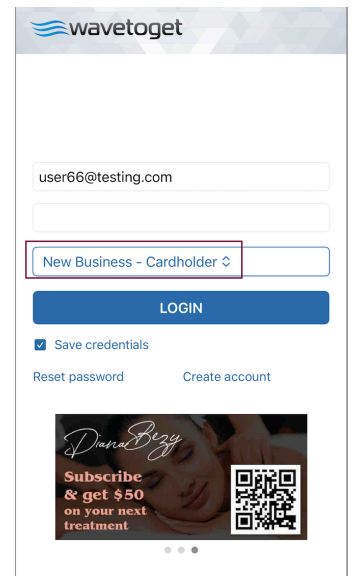 wavetoget
user66@testing.com
New Business - Cardholder
LOGIN
Save credentials
Reset password
Create account
Diana Bezy
Subscribe
& get $50
on your next
treatment